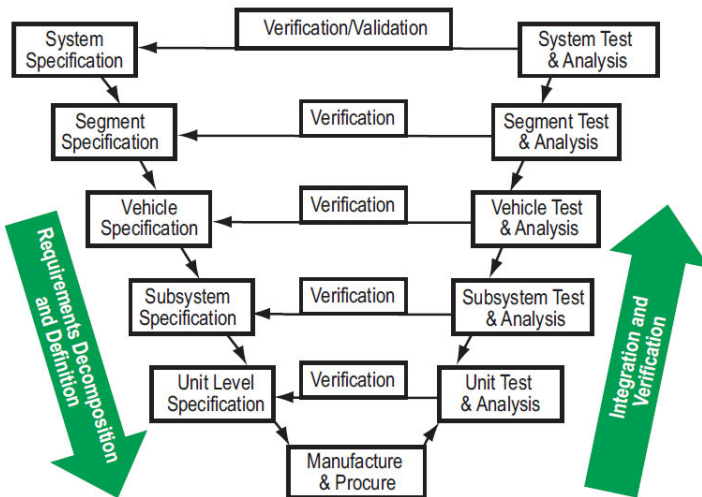 System
Specification
Verification/Validation
System Test
& Analysis
Segment
Specification
Verification
Segment Test
& Analysis
Vehicle
Specification
Verification
Vehicle Test
& Analysis
Subsystem
Specification
Verification
Subsystem Test
& Analysis
Unit Level
Specification
Verification
Unit Test
& Analysis
Manufacture
& Procure
Requirements Decomposition
and Definition
Integration and
Verification